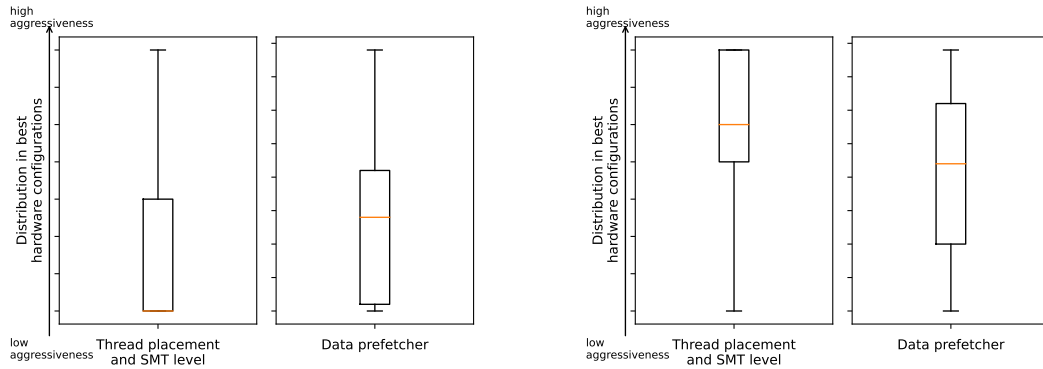 high
aggressiveness
Distribution in best
hardware configurations
low
aggressiveness
Thread placement
and SMT level
Data prefetcher
high
aggressiveness
Distribution in best
hardware configurations
low
aggressiveness
Thread placement
and SMT level
Data prefetcher